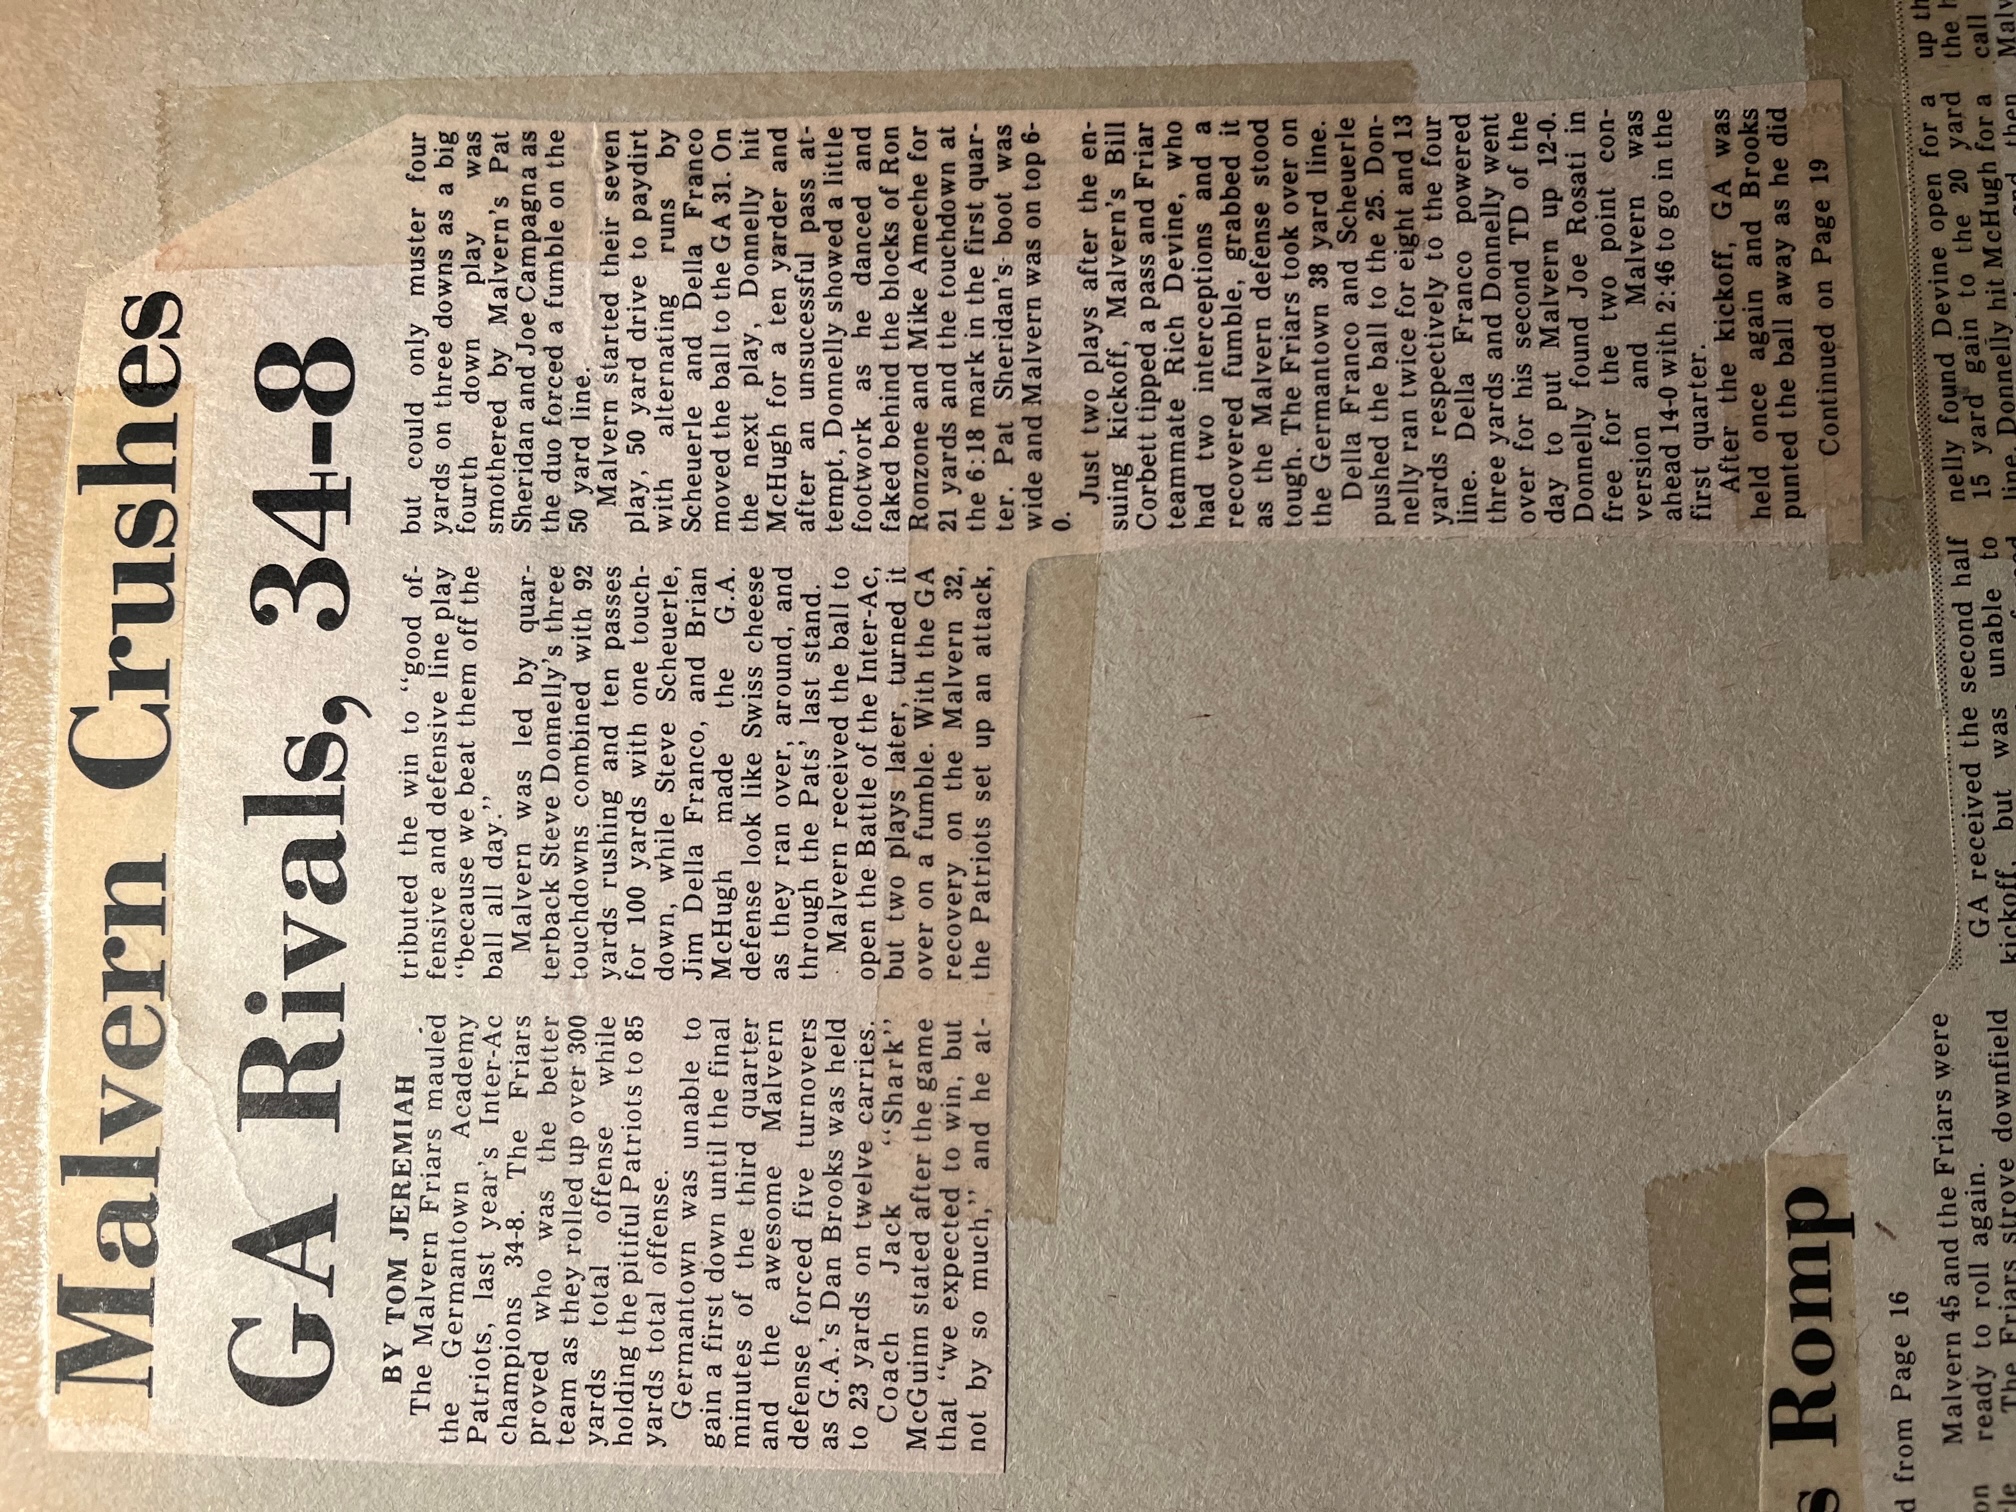 Malvern Crushes
GA Rivals, 34-8
BY TOM JEREMIAH
The Malvern Friars mauled
the Germantown Academy
Patriots, last year's Inter-Ac
champions 34-8. The Friars
proved who was the better
team as they rolled up over 300
yards total offense while
holding the pitiful Patriots to 85
yards total offense.
Germantown was unable to
gain a first down until the final
minutes of the third quarter
and the awesome Malvern
defense forced five turnovers
as G.A.'s Dan Brooks was held
to 23 yards on twelve carries.
Coach Jack "Shark"
McGuinn stated after the game
that "we expected to win, but
not by so much," and he at-
tributed the win to "good of-
fensive and defensive line play
"because we beat them off the
ball all day."
Malvern was led by quar-
terback Steve Donnelly's three
touchdowns combined with 92
yards rushing and ten passes
for 100 yards with one touch-
down, while Steve Scheuerle,
Jim Della Franco, and Brian
McHugh made the G.A.
defense look like Swiss cheese
as they ran over, around, and
through the Pats' last stand.
Malvern received the ball to
open the Battle of the Inter-Ac,
but two plays later, turned it
over on a fumble. With the GA
recovery on the Malvern 32,
the Patriots set up an attack,
but could only muster four
yards on three downs as a big
fourth down play was
smothered by Malvern's Pat
Sheridan and Joe Campagna as
the duo forced a fumble on the
50 yard line.
Malvern started their seven
play, 50 yard drive to paydirt
with alternating runs by
Scheuerle and Della Franco
moved the ball to the GA 31. On
the next play, Donnelly hit
McHugh for a ten yarder and
after an unsuccessful pass at-
tempt, Donnelly showed a little
footwork as he danced and
faked behind the blocks of Ron
Ronzone and Mike Ameche for
21 yards and the touchdown at
the 6:18 mark in the first quar-
ter. Pat Sheridan's boot was
wide and Malvern was on top 6-
0.
Just two plays after the en-
suing kickoff, Malvern's Bill
Corbett tipped a pass and Friar
teammate Rich Devine, who
had two interceptions and a
recovered fumble, grabbed it
as the Malvern defense stood
tough. The Friars took over on
the Germantown 38 yard line.
Della Franco and Scheuerle
pushed the ball to the 25. Don-
nelly ran twice for eight and 13
yards respectively to the four
line. Della Franco powered
three yards and Donnelly went
over for his second TD of the
day to put Malvern up 12-0.
Donnelly found Joe Rosati in
free for the two point con-
version and Malvern was
ahead 14-0 with 2:46 to go in the
first quarter.
After the kickoff, GA was
held once again and Brooks
punted the ball away as he did
Continued on Page 19
s Romp
d from Page 16
Malvern 45 and the Friars were
ready to roll again.
The Friars strove downfield
GA received the second half
kickoff, but was unable to
nelly found Devine open for a
15 yard gain to the 20 yard
line. Donnelly hit McHugh for a
up th
the
call
Malv